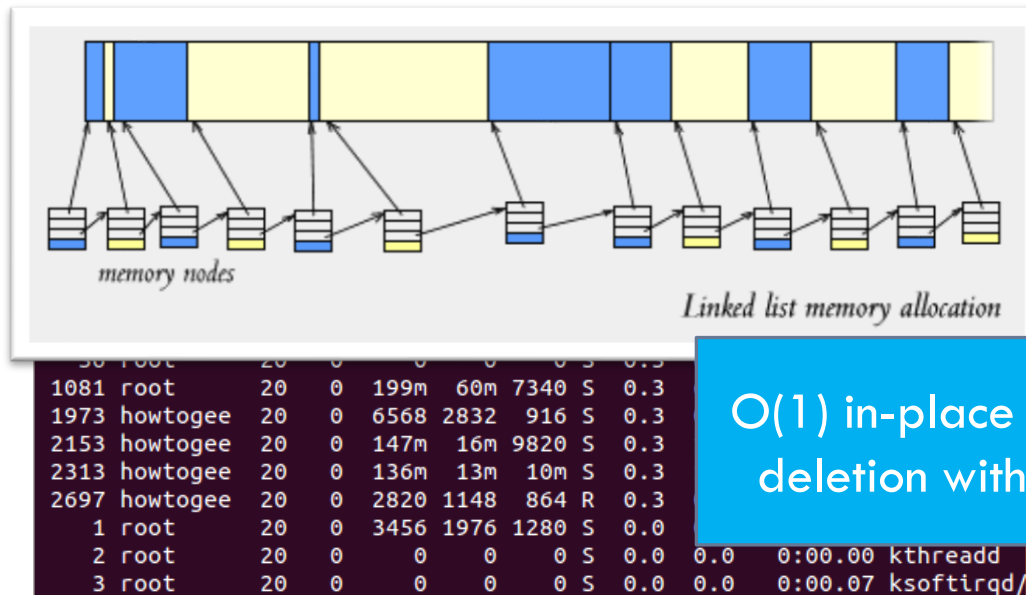 memory nodes
Linked list memory allocation
1081 root 20 0 199m 60m 7340 S 0.3
1973 howtogee 20 0 6568 2832 916 S 0.3
2153 howtogee 20 0 147m 16m 9820 S 0.3
2313 howtogee 20 0 136m 13m 10m S 0.3
2697 howtogee 20 0 2820 1148 864 R 0.3
1 root 20 0 3456 1976 1280 S 0.0
2 root 20 0 0 0 0 S 0.0 0.0 0:00.00 kthreadd
3 root 20 0 0 0 0 S 0.0 0.0 0:00.07 ksoftirqd/
O(1) in-place
deletion with